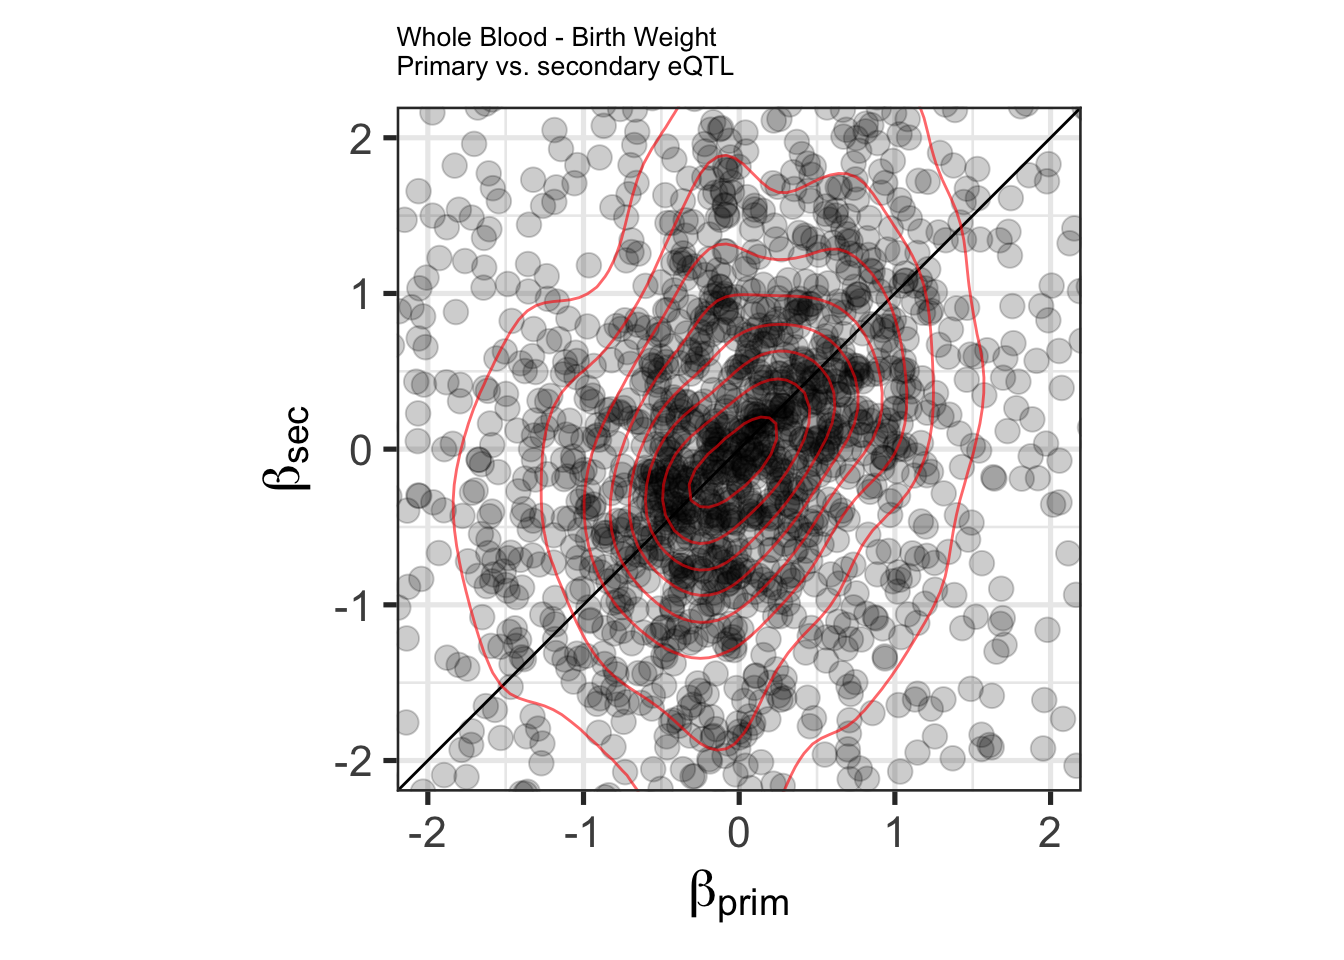 Whole Blood - Birth Weight
Primary vs. secondary eQTL
2
1
0
-1
-2
βsec
-2 -1 0 1 2
βprim